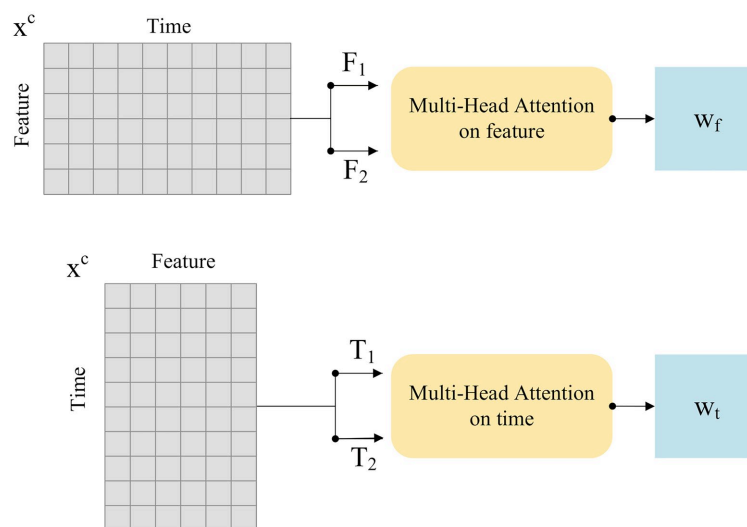 x^c
Time
Feature
F_1
F_2
Multi-Head Attention
on feature
w_f
x^c
Feature
Time
T_1
T_2
Multi-Head Attention
on time
w_t